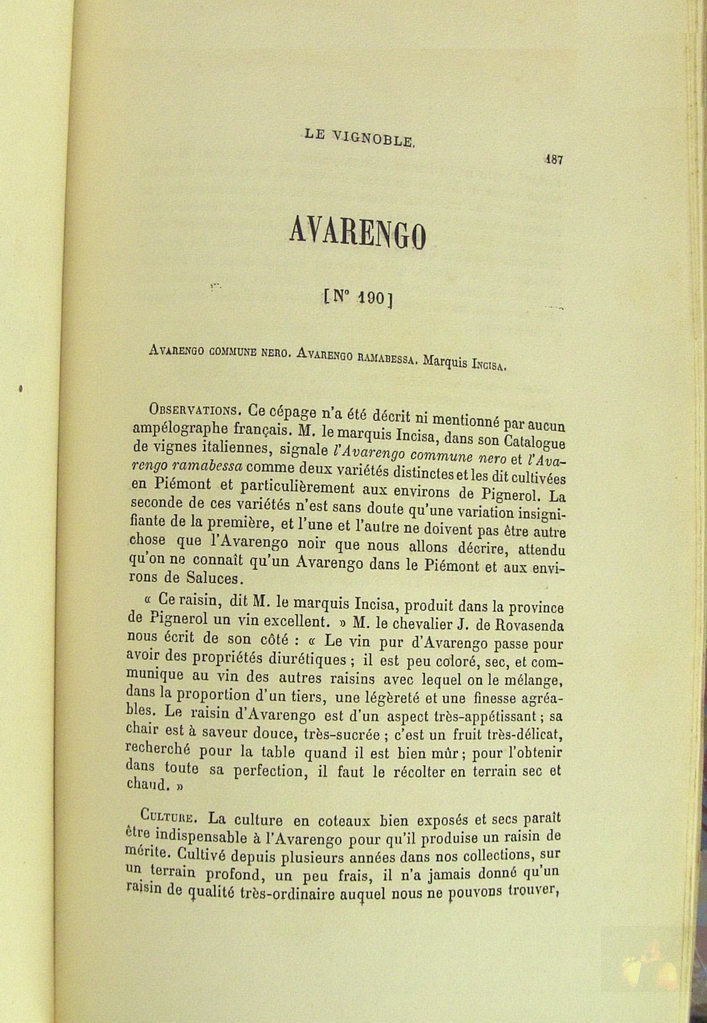 LE VIGNOBLE.
187
AVARENGO
[N° 190]
AVARENGO COMMUNE NERO. AVARENGO RAMABESSA. Marquis INCISA.
OBSERVATIONS. Ce cépage n'a été décrit ni mentionné par aucun
ampélographe français. M. le marquis Incisa, dans son Catalogue
de vignes italiennes, signale l'Avarengo commune nero et l'Ava-
rengo ramabessa comme deux variétés distinctes et les dit cultivées
en Piémont et particulièrement aux environs de Pignerol. La
seconde de ces variétés n'est sans doute qu'une variation insigni-
fiante de la première, et l'une et l'autre ne doivent pas être autre
chose que l'Avarengo noir que nous allons décrire, attendu
qu'on ne connaît qu'un Avarengo dans le Piémont et aux envi-
rons de Saluces.
« Ce raisin, dit M. le marquis Incisa, produit dans la province
de Pignerol un vin excellent. » M. le chevalier J. de Rovasenda
nous écrit de son côté : « Le vin pur d'Avarengo passe pour
avoir des propriétés diurétiques ; il est peu coloré, sec, et com-
munique au vin des autres raisins avec lequel on le mélange,
dans la proportion d'un tiers, une légèreté et une finesse agréa-
bles. Le raisin d'Avarengo est d'un aspect très-appétissant ; sa
chair est à saveur douce, très-sucrée ; c'est un fruit très-délicat,
recherché pour la table quand il est bien mûr ; pour l'obtenir
dans toute sa perfection, il faut le récolter en terrain sec et
chaud. »
CULTURE. La culture en coteaux bien exposés et secs paraît
être indispensable à l'Avarengo pour qu'il produise un raisin de
mérite. Cultivé depuis plusieurs années dans nos collections, sur
un terrain profond, un peu frais, il n'a jamais donné qu'un
raisin de qualité très-ordinaire auquel nous ne pouvons trouver,